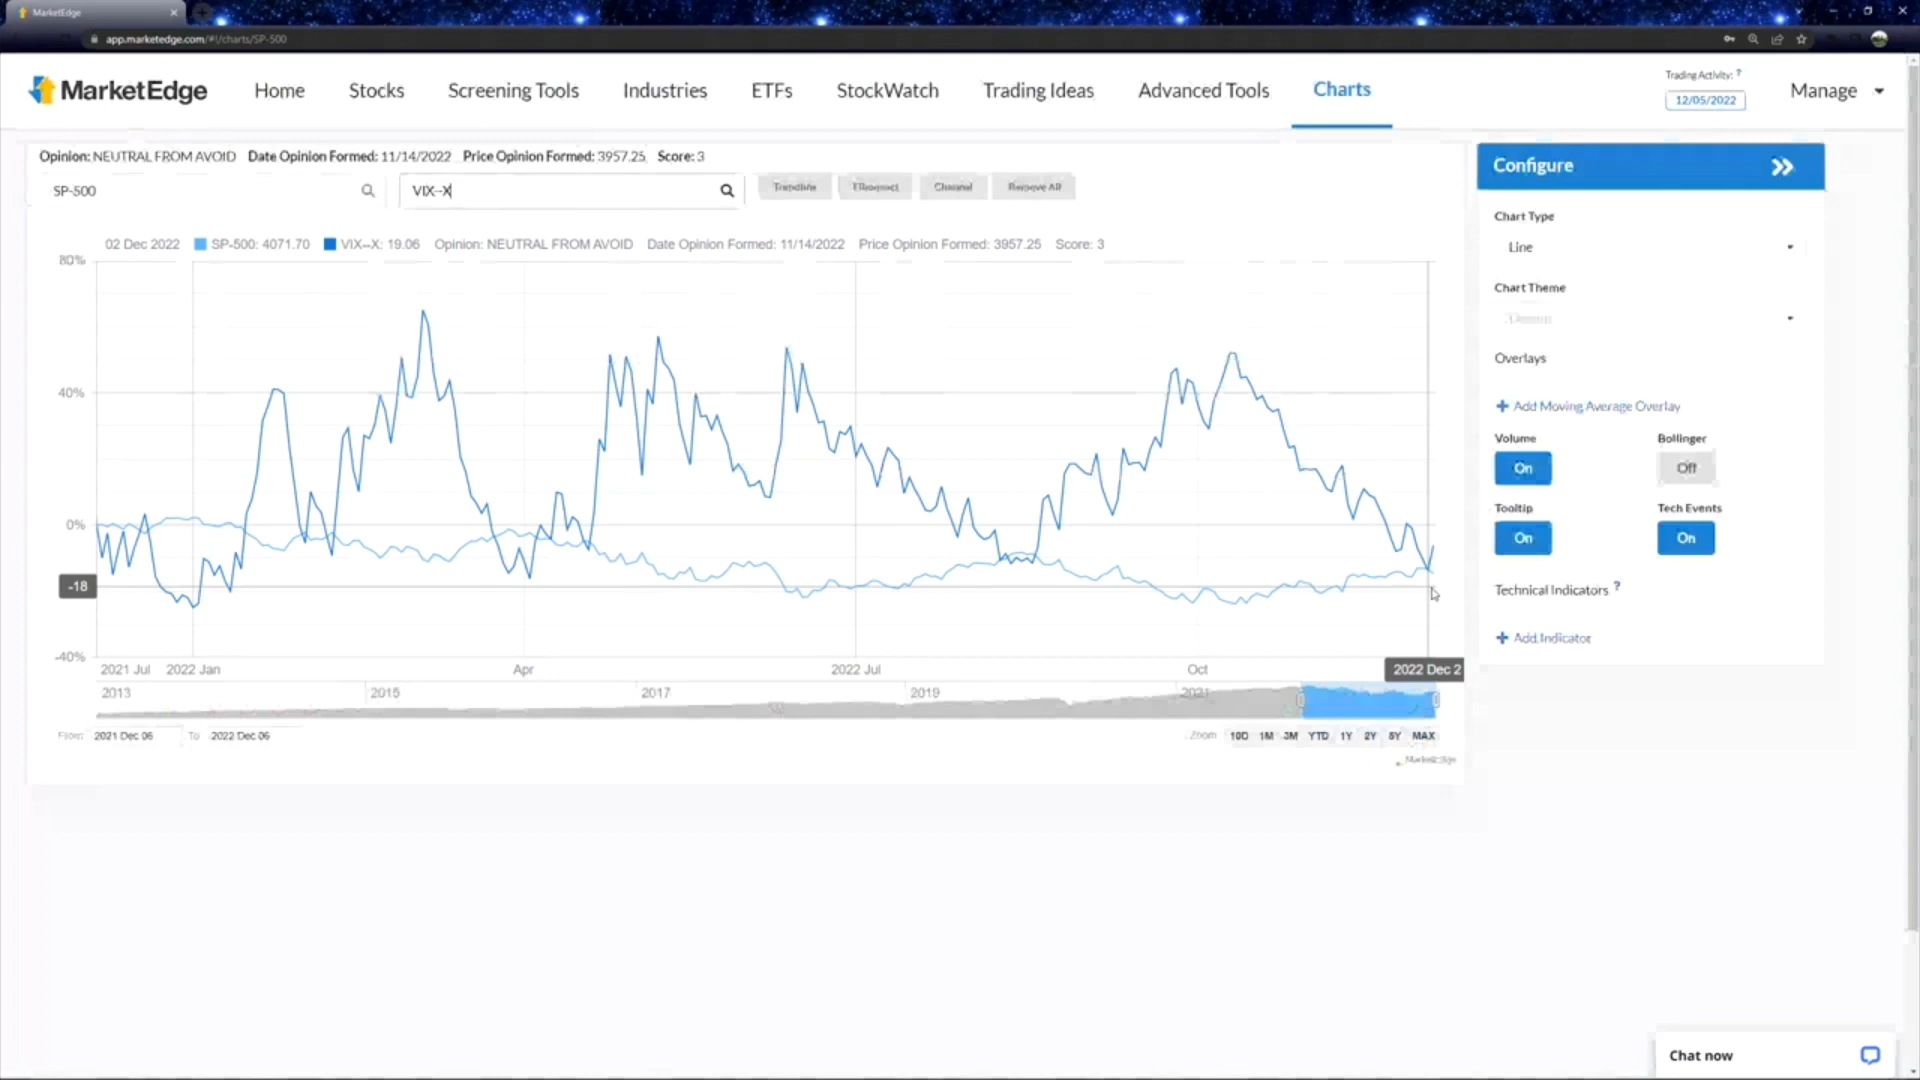 MarketEdge
app.marketedge.com/#!/charts/SP-500
MarketEdge
Home Stocks Screening Tools Industries ETFs StockWatch Trading Ideas Advanced Tools Charts
Trading Activity: ?
12/05/2022
Manage
Opinion: NEUTRAL FROM AVOID Date Opinion Formed: 11/14/2022 Price Opinion Formed: 3957.25 Score: 3
SP-500
VIX--X
Trendline
Channel
Remove All
02 Dec 2022 SP-500: 4071.70 VIX--X: 19.06 Opinion: NEUTRAL FROM AVOID Date Opinion Formed: 11/14/2022 Price Opinion Formed: 3957.25 Score: 3
80%
40%
0%
-18
-40%
2021 Jul 2022 Jan Apr 2022 Jul Oct 2022 Dec 2
2013 2015 2017 2019 2021
From: 2021 Dec 06 To 2022 Dec 06
Zoom 10D 1M 3M YTD 1Y 2Y 5Y MAX
MarketEdge
Configure
Chart Type
Line
Chart Theme
Overlays
+ Add Moving Average Overlay
Volume Bollinger
On Off
Tooltip Tech Events
On On
Technical Indicators ?
+ Add Indicator
Chat now